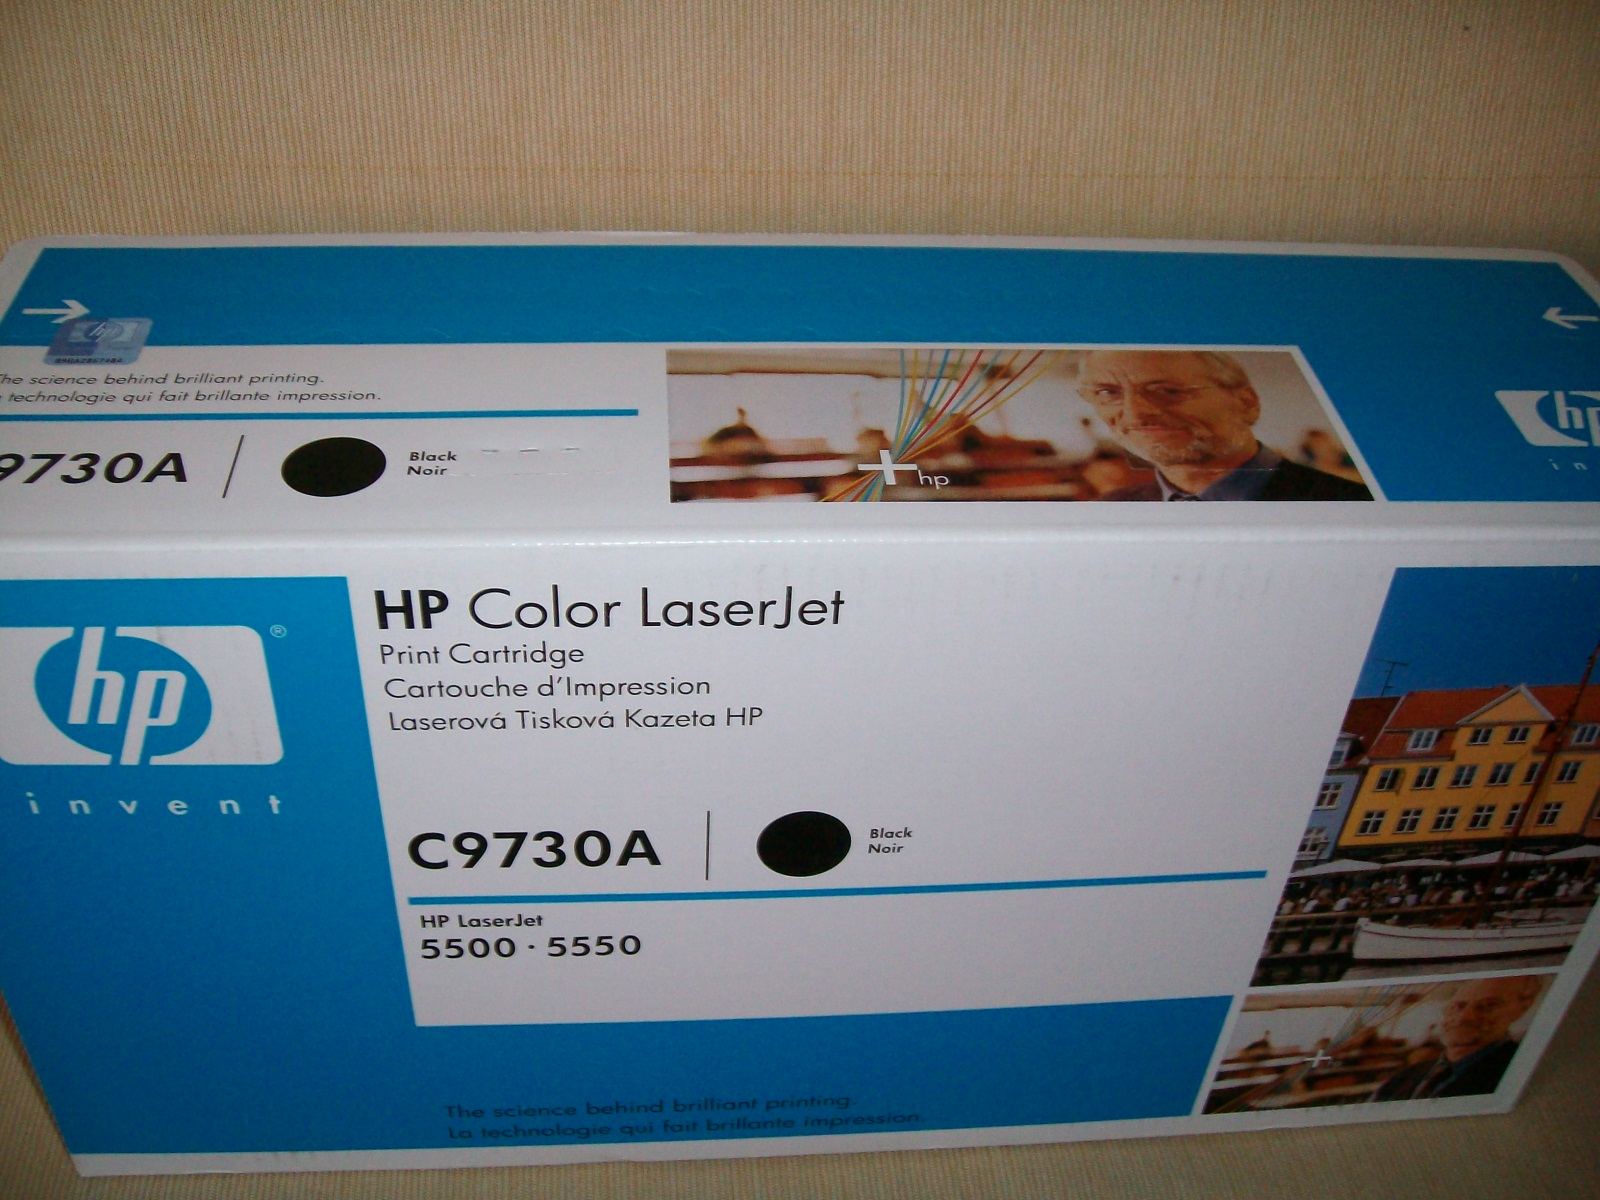 hp
The science behind brilliant printing.
technologie qui fait brillante impression.
9730A
Black
Noir
hp
hp
in
hp®
invent
HP Color LaserJet
Print Cartridge
Cartouche d'Impression
Laserová Tisková Kazeta HP
C9730A
Black
Noir
HP LaserJet
5500 · 5550
The science behind brilliant printing.
La technologie qui fait brillante impression.